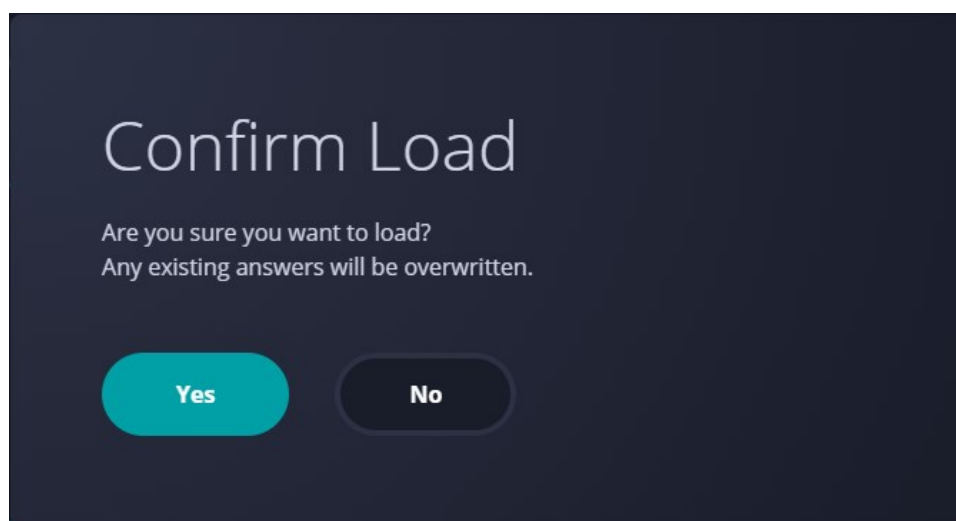 Confirm Load
Are you sure you want to load?
Any existing answers will be overwritten.
Yes
No